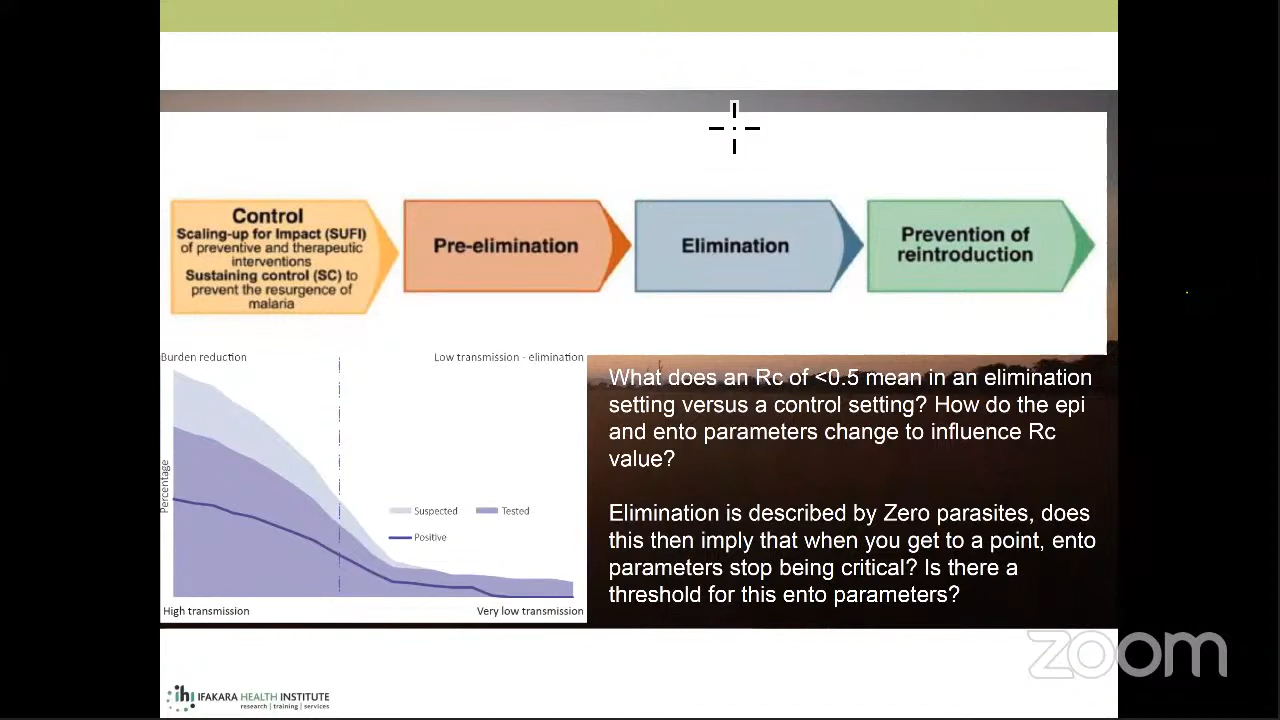 Control
Scaling-up for Impact (SUFI)
of preventive and therapeutic
interventions
Sustaining control (SC) to
prevent the resurgence of
malaria
Pre-elimination
Elimination
Prevention of
reintroduction
Burden reduction
Low transmission - elimination
Percentage
Suspected
Tested
Positive
High transmission
Very low transmission
What does an Rc of <0.5 mean in an elimination
setting versus a control setting? How do the epi
and ento parameters change to influence Rc
value?
Elimination is described by Zero parasites, does
this then imply that when you get to a point, ento
parameters stop being critical? Is there a
threshold for this ento parameters?
zoom
ihi
IFAKARA HEALTH INSTITUTE
research | training | services